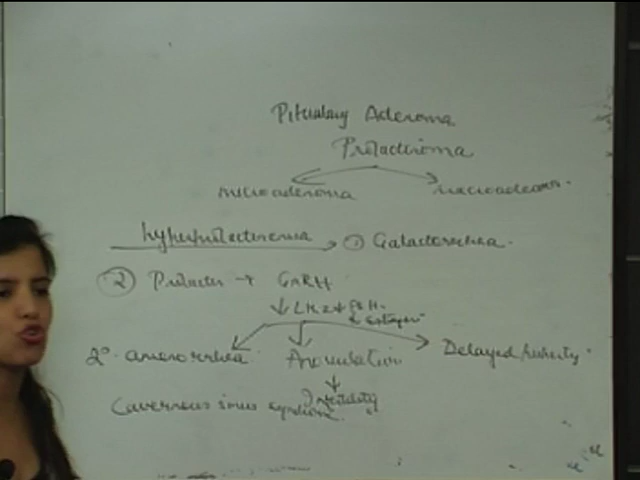 Pituitary Adenoma
Prolactinoma
microadenoma macroadenoma.
hyperprolactinemia → ① Galactorrhea.
② Prolactin → GnRH
↓ LH & ↓ FSH.
& Estrogen
2° amenorrhea Anovulation Delayed puberty.
↓
Infertility
Cavernous sinus syndrome.